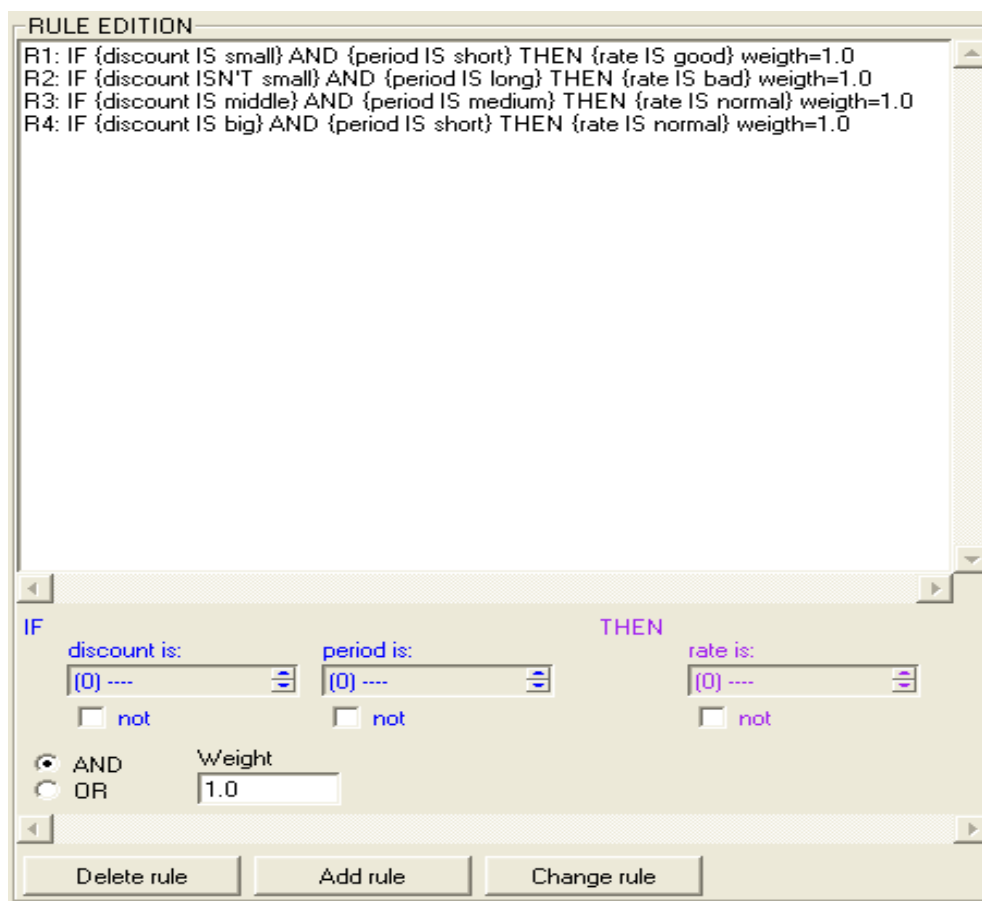 RULE EDITION
R1: IF {discount IS small} AND {period IS short} THEN {rate IS good} weigth=1.0
R2: IF {discount ISN'T small} AND {period IS long} THEN {rate IS bad} weigth=1.0
R3: IF {discount IS middle} AND {period IS medium} THEN {rate IS normal} weigth=1.0
R4: IF {discount IS big} AND {period IS short} THEN {rate IS normal} weigth=1.0
IF THEN
discount is: period is: rate is:
(0) ---- (0) ---- (0) ----
not not not
AND Weight
OR 1.0
Delete rule Add rule Change rule